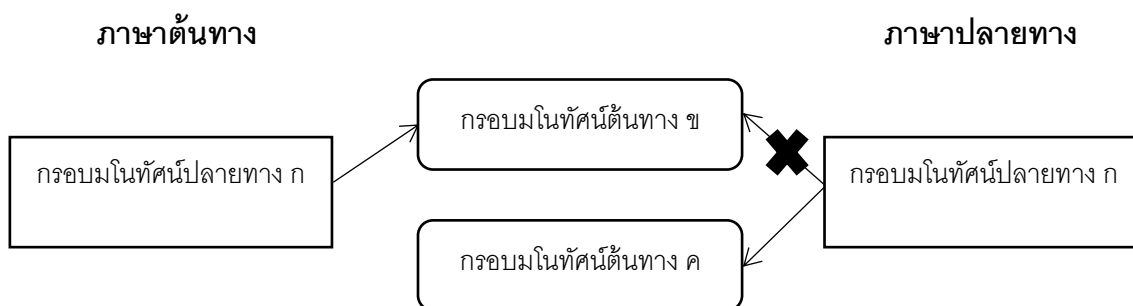 ภาษาต้นทาง
ภาษาปลายทาง
กรอบมโนทัศน์ต้นทาง ข
กรอบมโนทัศน์ปลายทาง ก
กรอบมโนทัศน์ปลายทาง ก
กรอบมโนทัศน์ต้นทาง ค